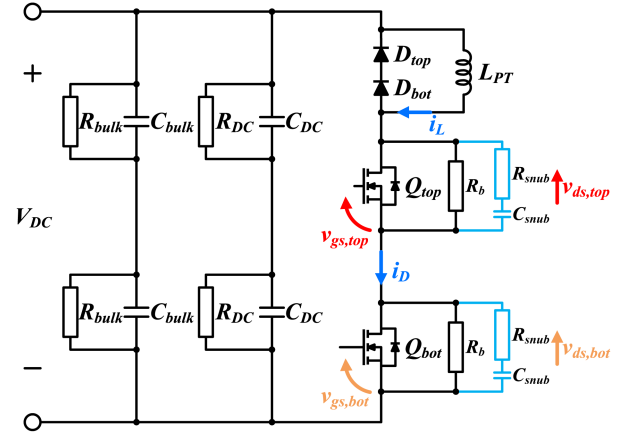 +
V_DC
−
R_bulk C_bulk R_DC C_DC
R_bulk C_bulk R_DC C_DC
D_top
D_bot
L_PT
i_L
Q_top R_b R_snub
C_snub
v_ds,top
v_gs,top
i_D
Q_bot R_b R_snub
C_snub
v_ds,bot
v_gs,bot